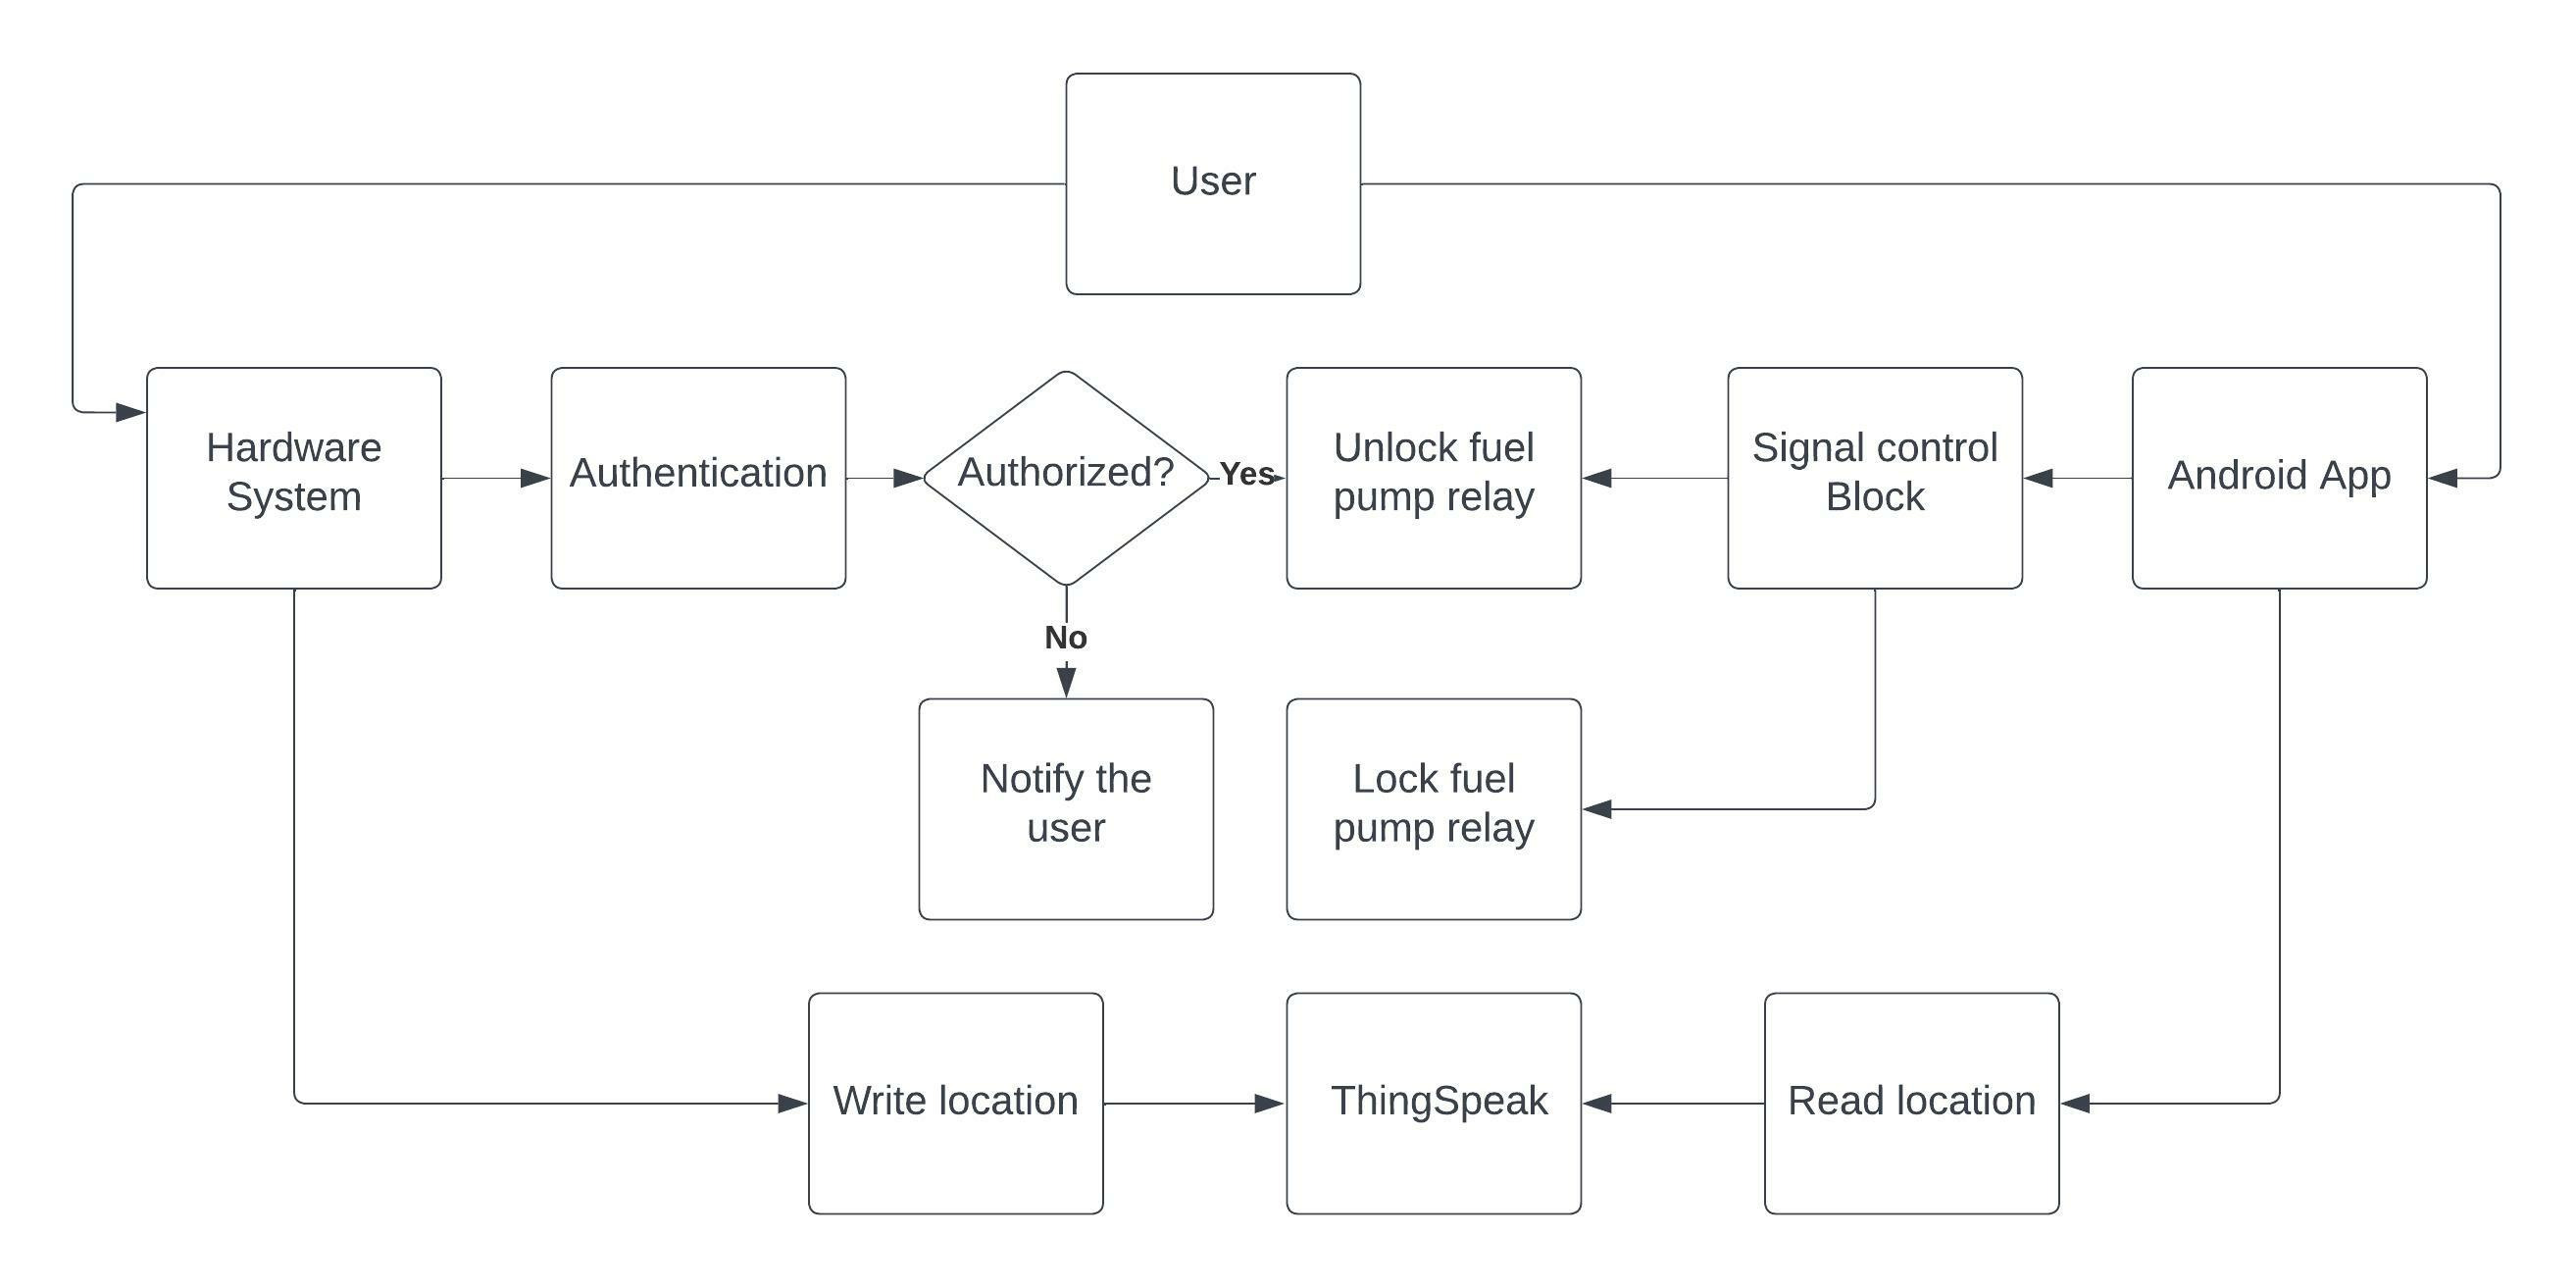 User
Hardware
System
Authentication
Authorized?
Yes
Unlock fuel
pump relay
Signal control
Block
Android App
No
Notify the
user
Lock fuel
pump relay
Write location
ThingSpeak
Read location